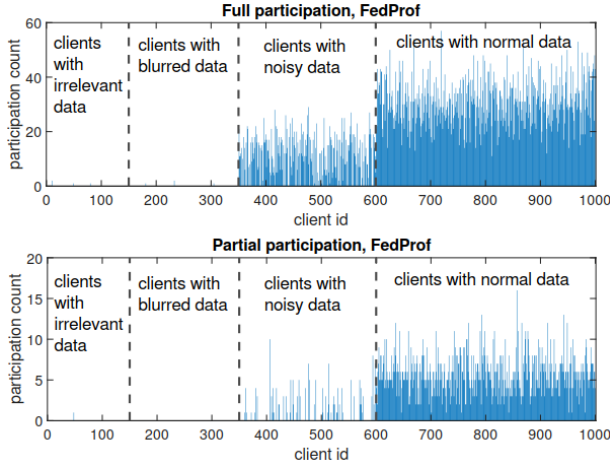 Full participation, FedProf
60
40
20
0
participation count
clients
with
irrelevant
data
clients with
blurred data
clients with
noisy data
clients with normal data
0 100 200 300 400 500 600 700 800 900 1000
client id
Partial participation, FedProf
20
15
10
5
0
participation count
clients
with
irrelevant
data
clients with
blurred data
clients with
noisy data
clients with normal data
0 100 200 300 400 500 600 700 800 900 1000
client id